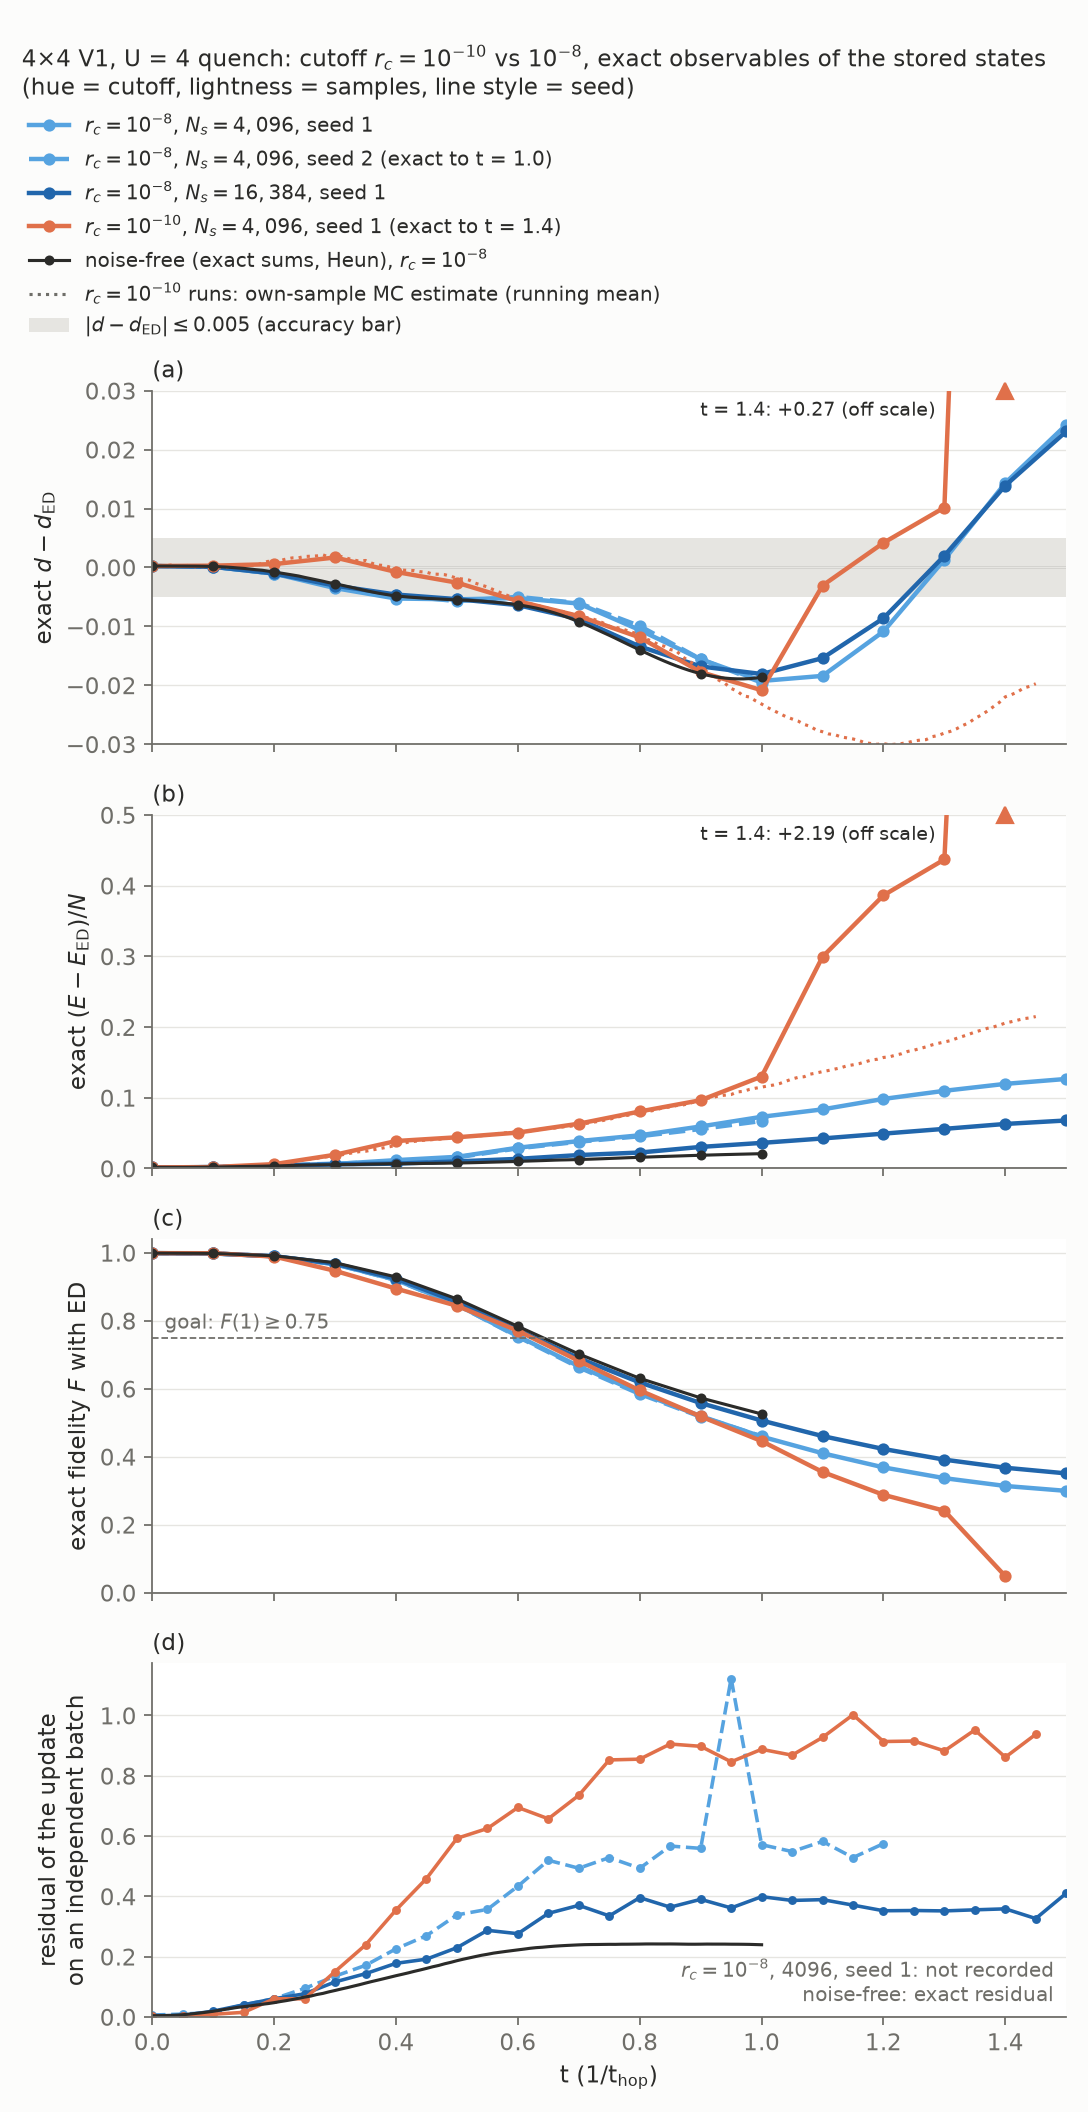 4×4 V1, U = 4 quench: cutoff r_c = 10⁻¹⁰ vs 10⁻⁸, exact observables of the stored states
(hue = cutoff, lightness = samples, line style = seed)
r_c = 10⁻⁸, N_s = 4,096, seed 1
r_c = 10⁻⁸, N_s = 4,096, seed 2 (exact to t = 1.0)
r_c = 10⁻⁸, N_s = 16,384, seed 1
r_c = 10⁻¹⁰, N_s = 4,096, seed 1 (exact to t = 1.4)
noise-free (exact sums, Heun), r_c = 10⁻⁸
r_c = 10⁻¹⁰ runs: own-sample MC estimate (running mean)
|d − d_ED| ≤ 0.005 (accuracy bar)
(a)
exact d − d_ED
0.03
0.02
0.01
0.00
−0.01
−0.02
−0.03
t = 1.4: +0.27 (off scale)
(b)
exact (E − E_ED)/N
0.5
0.4
0.3
0.2
0.1
0.0
t = 1.4: +2.19 (off scale)
(c)
exact fidelity F with ED
1.0
0.8
0.6
0.4
0.2
0.0
goal: F(1) ≥ 0.75
(d)
residual of the update
on an independent batch
1.0
0.8
0.6
0.4
0.2
0.0
r_c = 10⁻⁸, 4096, seed 1: not recorded
noise-free: exact residual
0.0 0.2 0.4 0.6 0.8 1.0 1.2 1.4
t (1/t_hop)